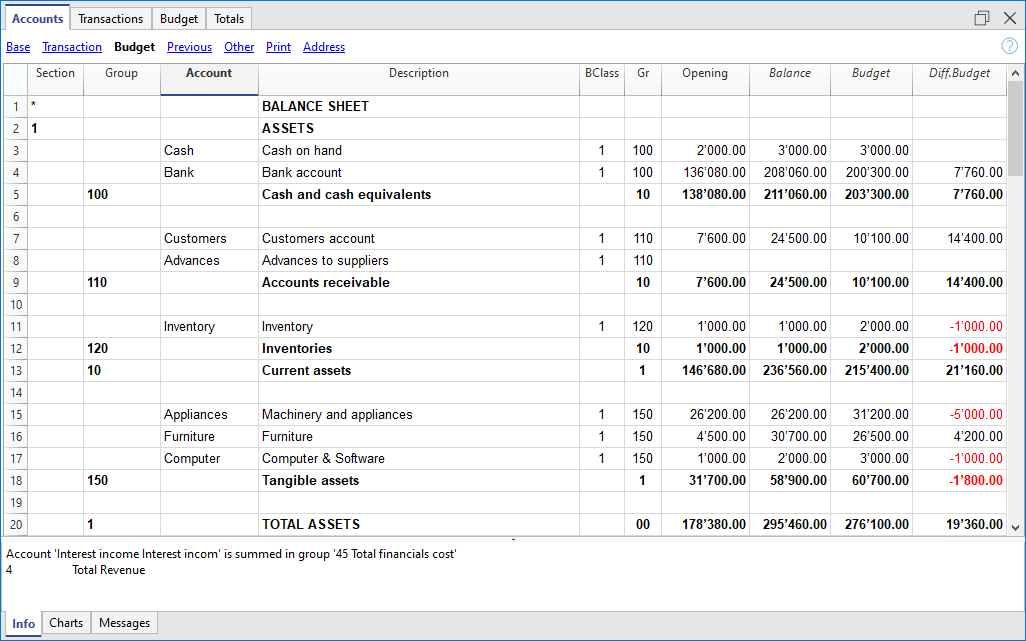 Accounts Transactions Budget Totals
Base Transaction Budget Previous Other Print Address ?
Section Group Account Description BClass Gr Opening Balance Budget Diff.Budget
1 * BALANCE SHEET
2 1 ASSETS
3 Cash Cash on hand 1 100 2’000.00 3’000.00 3’000.00
4 Bank Bank account 1 100 136’080.00 208’060.00 200’300.00 7’760.00
5 100 Cash and cash equivalents 10 138’080.00 211’060.00 203’300.00 7’760.00
6
7 Customers Customers account 1 110 7’600.00 24’500.00 10’100.00 14’400.00
8 Advances Advances to suppliers 1 110
9 110 Accounts receivable 10 7’600.00 24’500.00 10’100.00 14’400.00
10
11 Inventory Inventory 1 120 1’000.00 1’000.00 2’000.00 -1’000.00
12 120 Inventories 10 1’000.00 1’000.00 2’000.00 -1’000.00
13 10 Current assets 1 146’680.00 236’560.00 215’400.00 21’160.00
14
15 Appliances Machinery and appliances 1 150 26’200.00 26’200.00 31’200.00 -5’000.00
16 Furniture Furniture 1 150 4’500.00 30’700.00 26’500.00 4’200.00
17 Computer Computer & Software 1 150 1’000.00 2’000.00 3’000.00 -1’000.00
18 150 Tangible assets 1 31’700.00 58’900.00 60’700.00 -1’800.00
19
20 1 TOTAL ASSETS 00 178’380.00 295’460.00 276’100.00 19’360.00
Account 'Interest income Interest incom' is summed in group '45 Total financials cost'
4 Total Revenue
Info Charts Messages